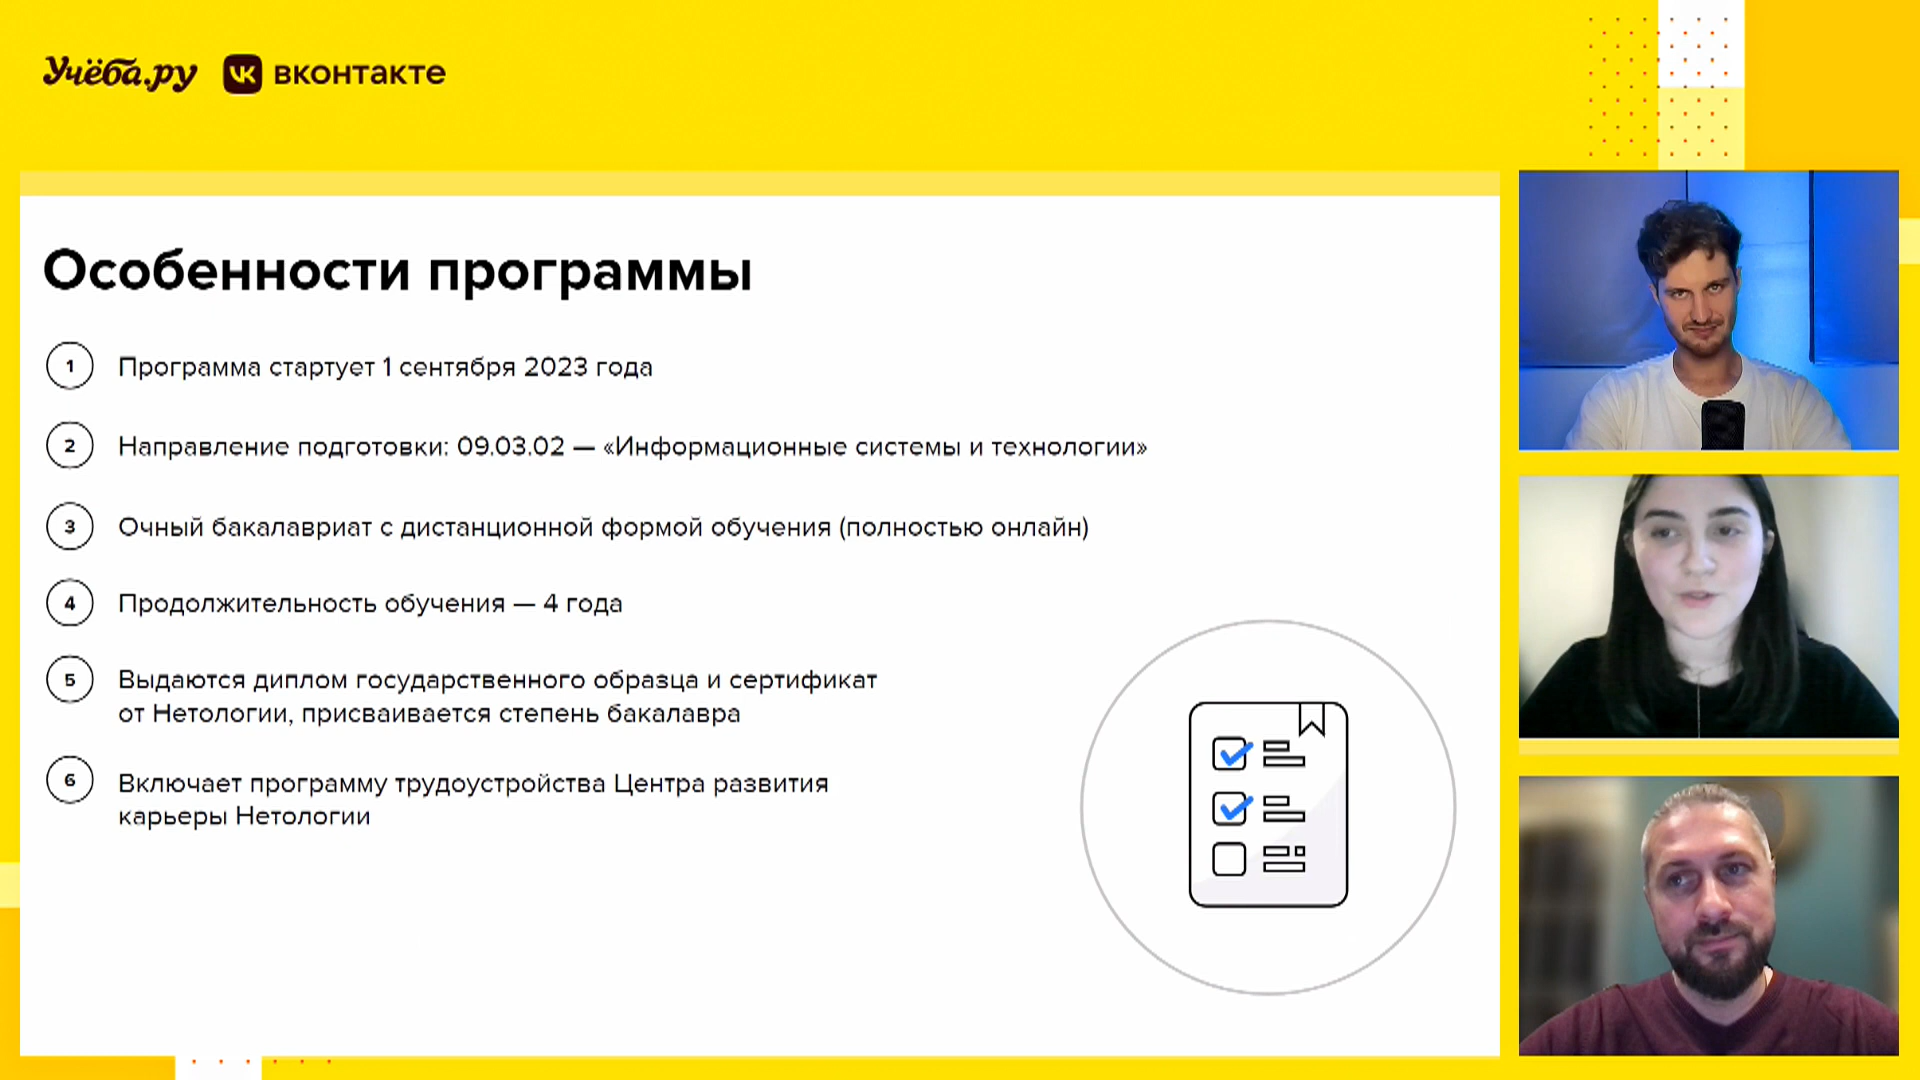 Учёба.ру вконтакте
Особенности программы
1 Программа стартует 1 сентября 2023 года
2 Направление подготовки: 09.03.02 — «Информационные системы и технологии»
3 Очный бакалавриат с дистанционной формой обучения (полностью онлайн)
4 Продолжительность обучения — 4 года
5 Выдаются диплом государственного образца и сертификат
от Нетологии, присваивается степень бакалавра
6 Включает программу трудоустройства Центра развития
карьеры Нетологии